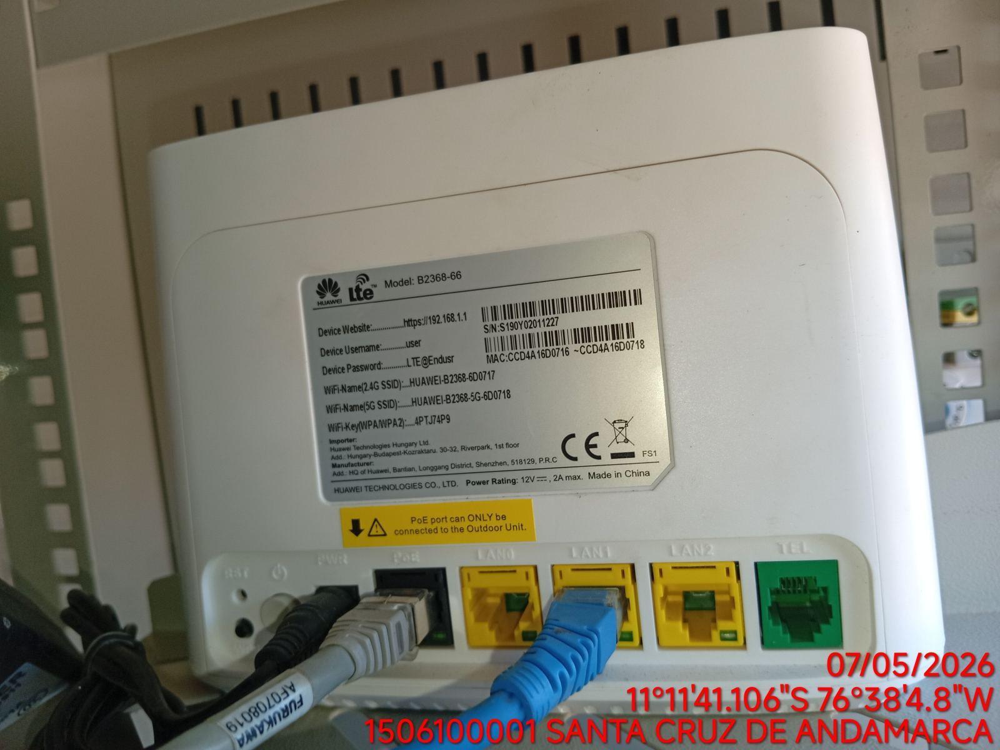 HUAWEI
Lte™
Model: B2368-66
Device Website:................https://192.168.1.1
Device Username:............user
Device Password:............LTE@Endusr
WiFi-Name(2.4G SSID):...HUAWEI-B2368-6D0717
WiFi-Name(5G SSID):......HUAWEI-B2368-5G-6D0718
WiFi-Key(WPA/WPA2):....4PTJ74P9
S/N:S190Y02011227
MAC:CCD4A16D0716 ~CCD4A16D0718
Importer:
Huawei Technologies Hungary Ltd.
Add.: Hungary-Budapest-Kozraktaru. 30-32, Riverpark, 1st floor
Manufacturer:
Add.: HQ of Huawei, Bantian, Longgang District, Shenzhen, 518129, P.R.C
CE
FS1
HUAWEI TECHNOLOGIES CO., LTD. Power Rating: 12V⎓, 2A max. Made in China
PoE port can ONLY be
connected to the Outdoor Unit.
RST PWR PoE LAN0 LAN1 LAN2 TEL
FURUKAWA
AF0708019
07/05/2026
11°11'41.106"S 76°38'4.8"W
1506100001 SANTA CRUZ DE ANDAMARCA